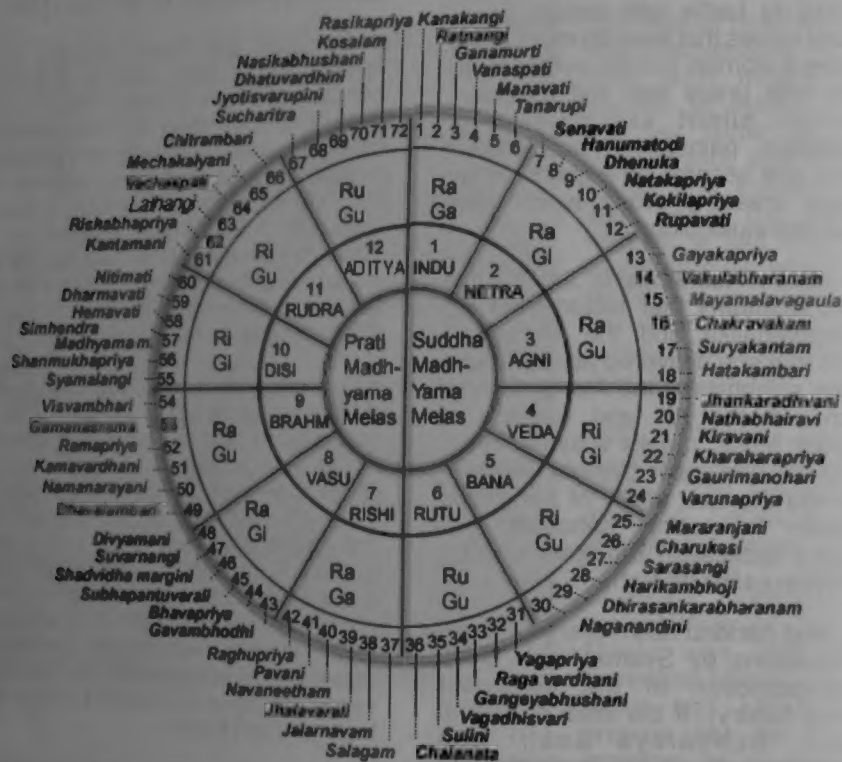 Rasikapriya
Kosalam
Nasikabhushani
Dhatuvardhini
Jyotisvarupini
Sucharitra
Chitrambari
Mechakalyani
Vachaspati
Lathangi
Riskabhapriya
Kantamani
Nitimati
Dharmavati
Hemavati
Simhendra
Madhyamam.
Shanmukhapriya
Syamalangi
Visvambhari
Gamanasrama
Ramapriya
Kamavardhani
Namanarayani
Dhavalambari
Divyamani
Suvarnangi
Shadvidha margini
Subhapantuvarali
Bhavapriya
Gavambhodhi
Raghupriya
Pavani
Navaneetham
Jhalavarali
Jalarnavam
Salagam
Kanakangi
Ratnangi
Ganamurti
Vanaspati
Manavati
Tanarupi
Senavati
Hanumatodi
Dhenuka
Natakapriya
Kokilapriya
Rupavati
Gayakapriya
Vakulabharanam
Mayamalavagaula
Chakravakam
Suryakantam
Hatakambari
Jhankaradhvani
Nathabhairavi
Kiravani
Kharaharapriya
Gaurimanohari
Varunapriya
Mararanjani
Charukesi
Sarasangi
Harikambhoji
Dhirasankarabharanam
Naganandini
Yagapriya
Raga vardhani
Gangeyabhushani
Vagadhisvari
Sulini
Chalanata
1
2
3
4
5
6
7
8
9
10
11
12
13
14
15
16
17
18
19
20
21
22
23
24
25
26
27
28
29
30
31
32
33
34
35
36
37
38
39
40
41
42
43
44
45
46
47
48
49
50
51
52
53
54
55
56
57
58
59
60
61
62
63
64
65
66
67
68
69
70
71
72
Ra
Ga
Ra
Gi
Ra
Gu
Ri
Gi
Ri
Gu
Ru
Gu
Ra
Ga
Ra
Gi
Ra
Gu
Ri
Gi
Ri
Gu
Ru
Gu
1
INDU
2
NETRA
3
AGNI
4
VEDA
5
BANA
6
RUTU
7
RISHI
8
VASU
9
BRAHM
10
DISI
11
RUDRA
12
ADITYA
Prati
Madh-
yama
Melas
Suddha
Madh-
Yama
Melas